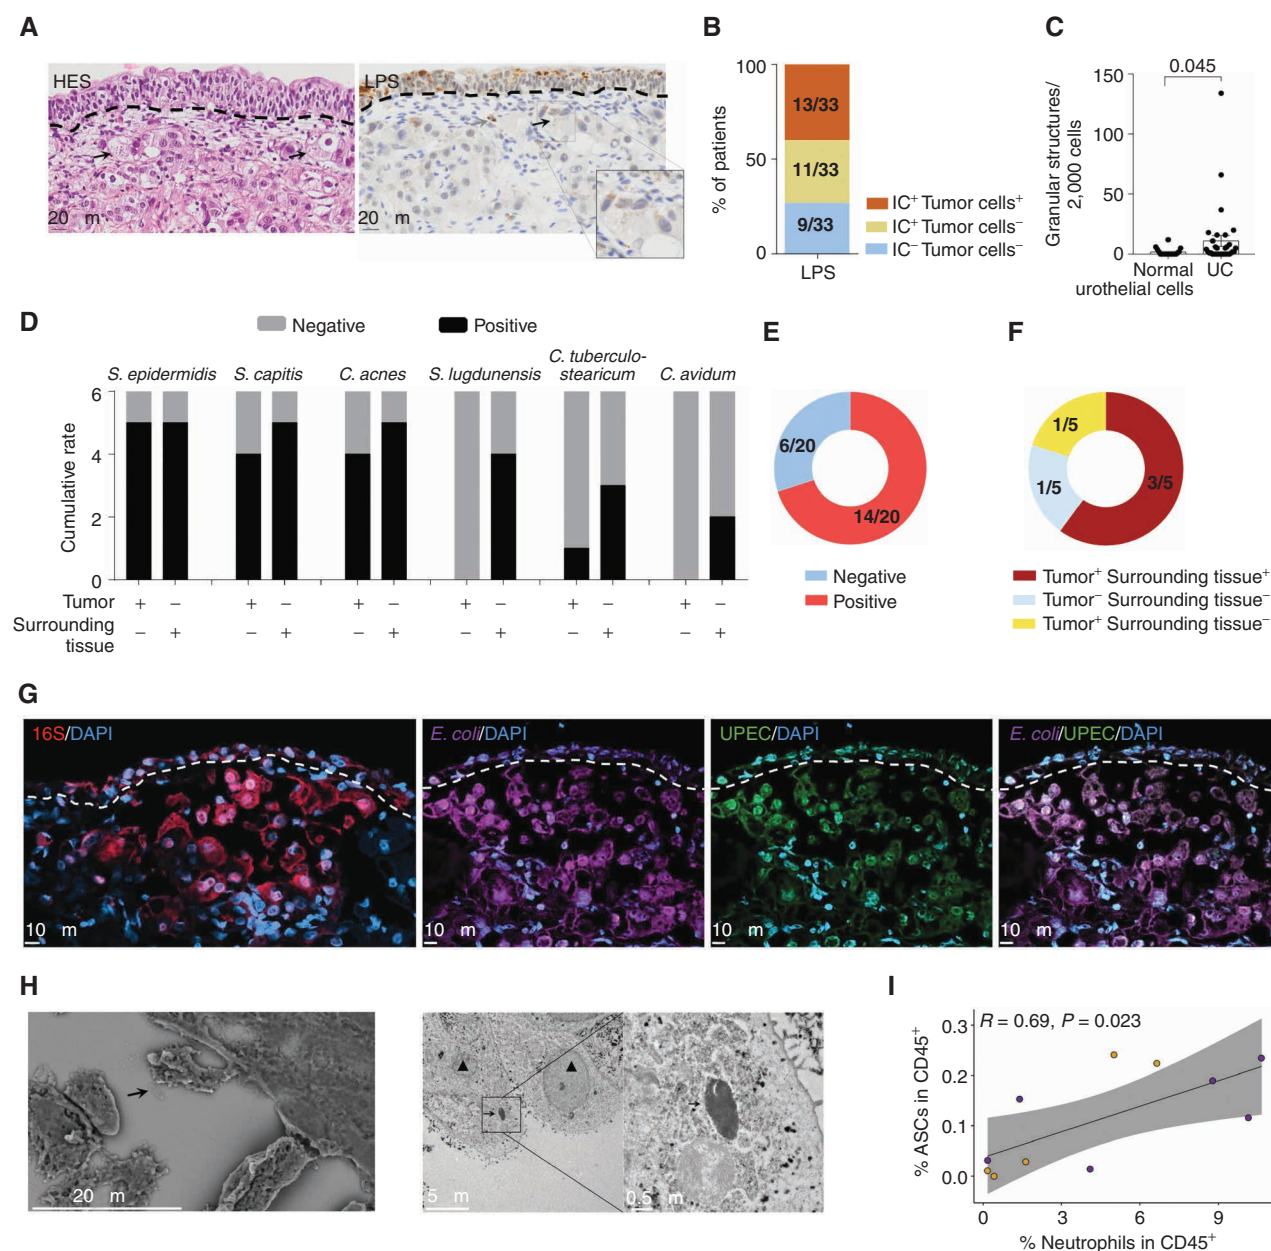 A
HES
20 m
LPS
20 m
B
% of patients
100
50
0
13/33
11/33
9/33
LPS
IC⁺ Tumor cells⁺
IC⁺ Tumor cells⁻
IC⁻ Tumor cells⁻
C
Granular structures/
2,000 cells
150
100
50
0
0.045
Normal
urothelial cells
UC
D
Negative
Positive
S. epidermidis
S. capitis
C. acnes
S. lugdunensis
C. tuberculo-
stearicum
C. avidum
Cumulative rate
6
4
2
0
Tumor + − + − + − + − + − + −
Surrounding
tissue − + − + − + − + − + − +
E
6/20
14/20
Negative
Positive
F
1/5
1/5
3/5
Tumor⁺ Surrounding tissue⁺
Tumor⁻ Surrounding tissue⁻
Tumor⁺ Surrounding tissue⁻
G
16S/DAPI
10 m
E. coli/DAPI
10 m
UPEC/DAPI
10 m
E. coli/UPEC/DAPI
10 m
H
20 m
5 m
0.5 m
I
R = 0.69, P = 0.023
% ASCs in CD45⁺
0.3
0.2
0.1
0.0
0 3 6 9
% Neutrophils in CD45⁺